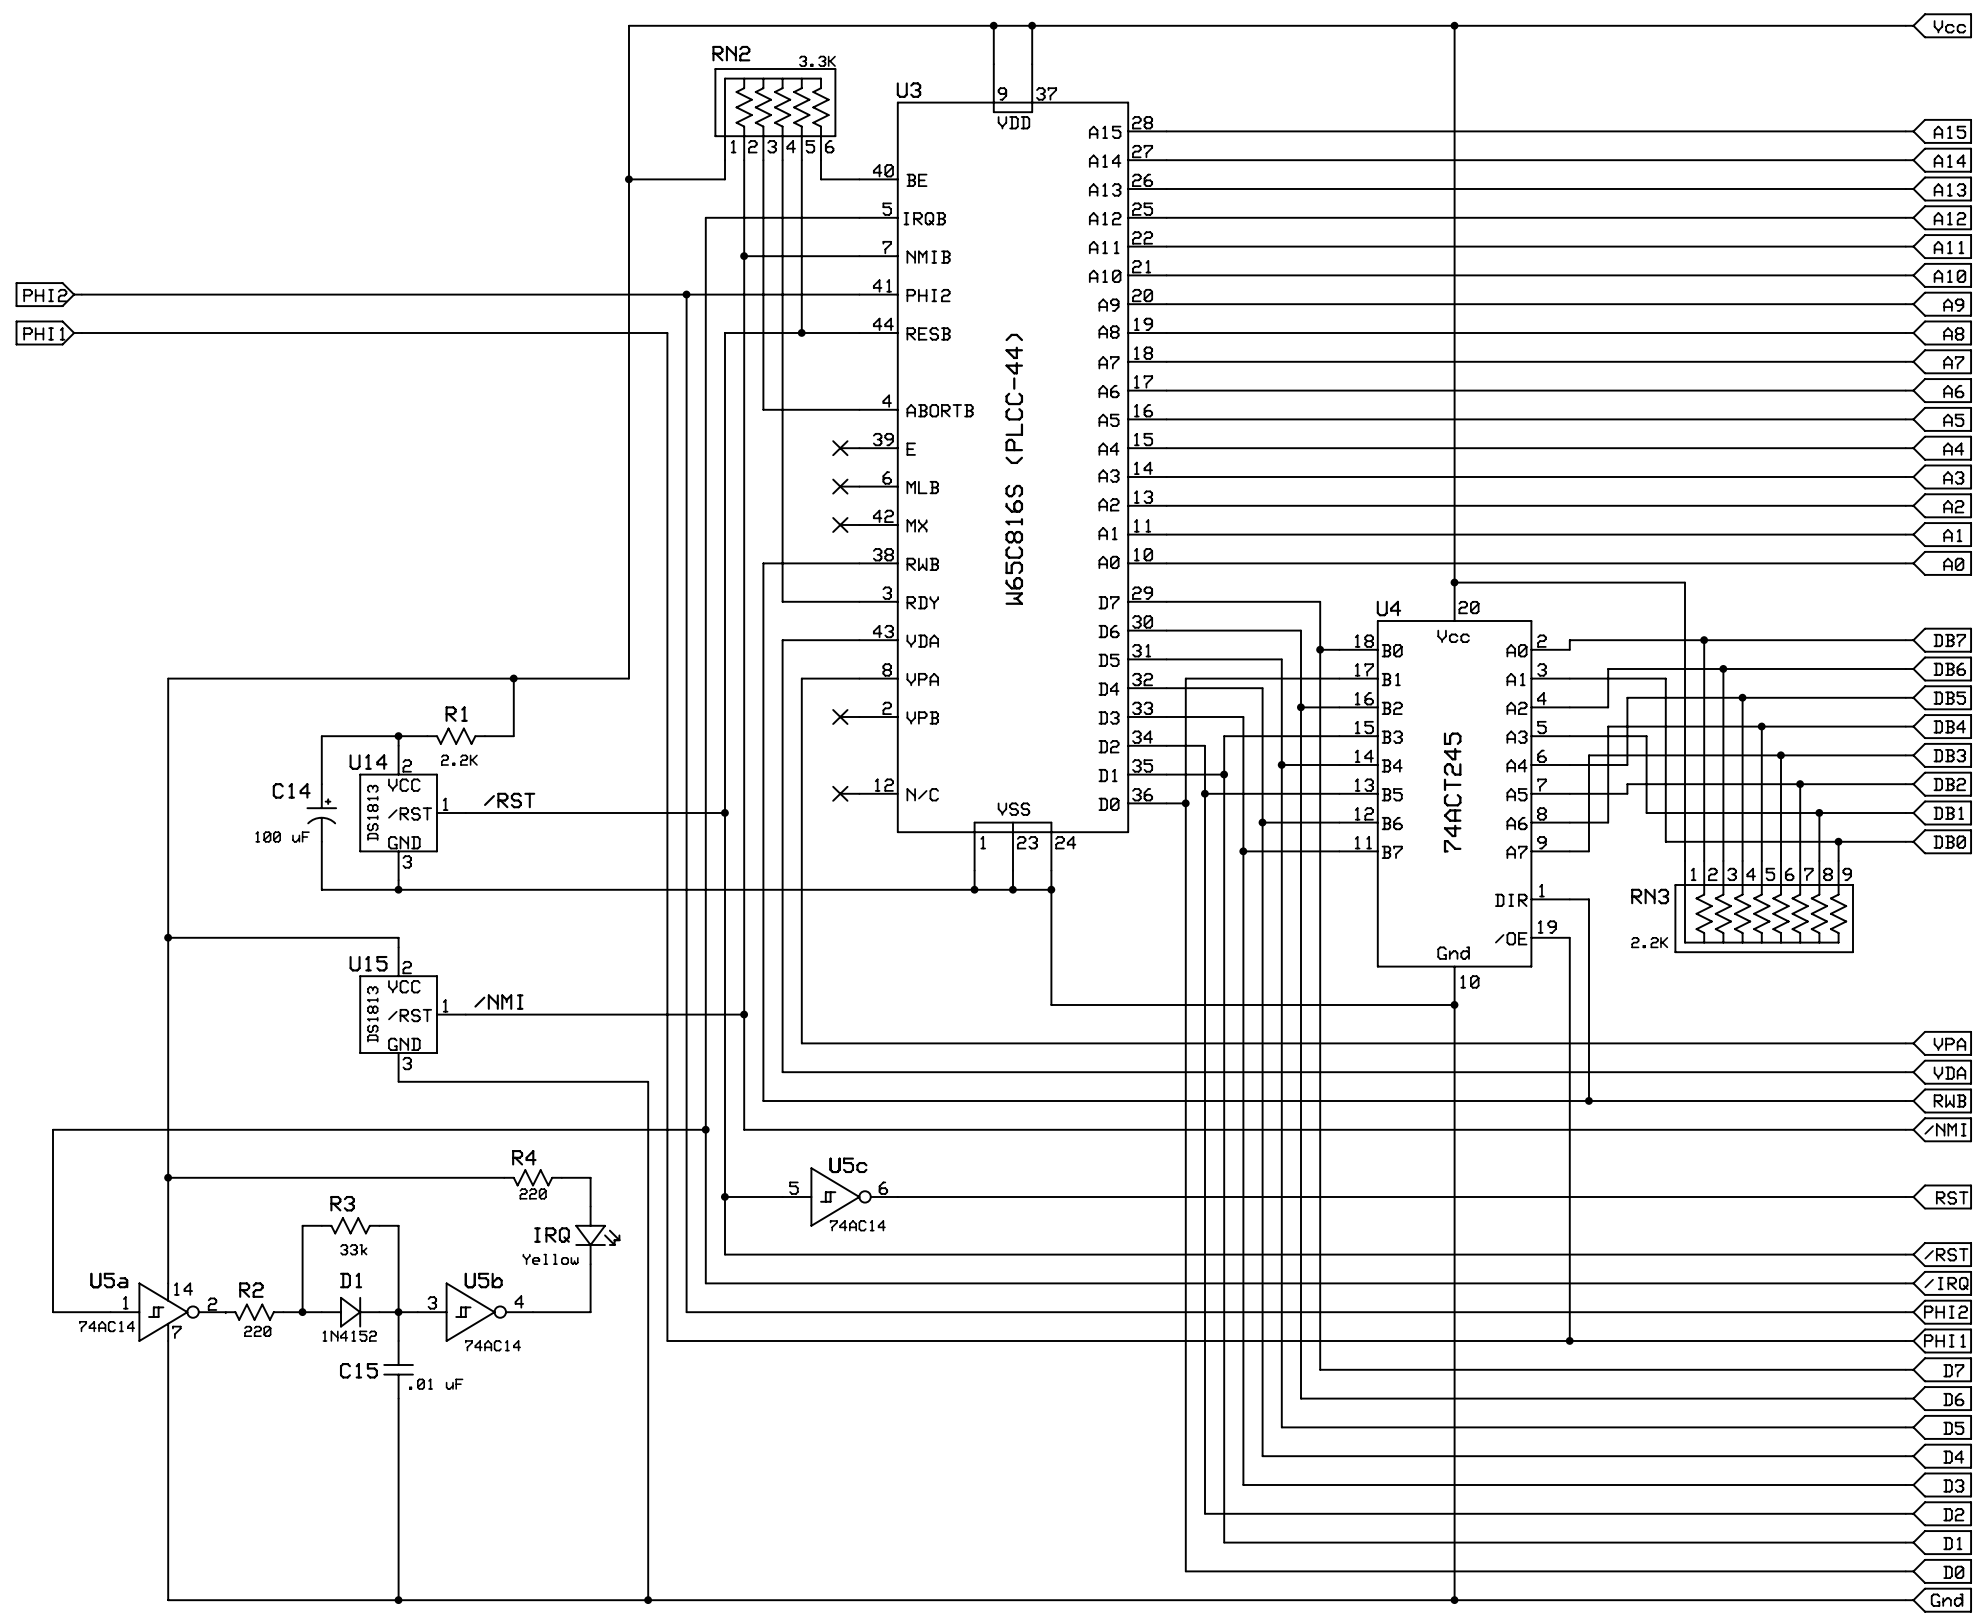 Vcc
RN2
3.3K
1 2 3 4 5 6
U3
9 37
VDD
W65C816S (PLCC-44)
40 BE
5 IRQB
7 NMIB
41 PHI2
44 RESB
4 ABORTB
39 E
6 MLB
42 MX
38 RWB
3 RDY
43 VDA
8 VPA
2 VPB
12 N/C
VSS
1 23 24
A15 28
A14 27
A13 26
A12 25
A11 22
A10 21
A9 20
A8 19
A7 18
A6 17
A5 16
A4 15
A3 14
A2 13
A1 11
A0 10
D7 29
D6 30
D5 31
D4 32
D3 33
D2 34
D1 35
D0 36
A15
A14
A13
A12
A11
A10
A9
A8
A7
A6
A5
A4
A3
A2
A1
A0
PHI2
PHI1
U4
20
Vcc
74ACT245
18 B0
17 B1
16 B2
15 B3
14 B4
13 B5
12 B6
11 B7
A0 2
A1 3
A2 4
A3 5
A4 6
A5 7
A6 8
A7 9
DIR 1
/OE 19
Gnd
10
DB7
DB6
DB5
DB4
DB3
DB2
DB1
DB0
1 2 3 4 5 6 7 8 9
RN3
2.2K
R1
2.2K
U14
2
VCC
DS1813
/RST 1
/RST
GND
3
C14
+
100 uF
U15
2
VCC
DS1813
/RST 1
/NMI
GND
3
R4
220
R3
33k
IRQ
Yellow
U5a
14
1
2
7
74AC14
R2
220
D1
1N4152
U5b
3
4
74AC14
C15
.01 uF
U5c
5
6
74AC14
VPA
VDA
RWB
/NMI
RST
/RST
/IRQ
PHI2
PHI1
D7
D6
D5
D4
D3
D2
D1
D0
Gnd